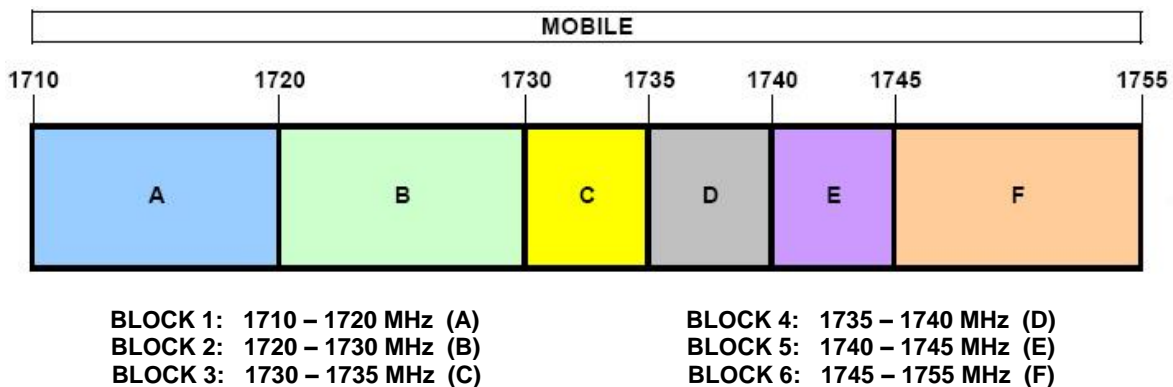 MOBILE
1710 1720 1730 1735 1740 1745 1755
A B C D E F
BLOCK 1: 1710 – 1720 MHz (A)
BLOCK 2: 1720 – 1730 MHz (B)
BLOCK 3: 1730 – 1735 MHz (C)
BLOCK 4: 1735 – 1740 MHz (D)
BLOCK 5: 1740 – 1745 MHz (E)
BLOCK 6: 1745 – 1755 MHz (F)